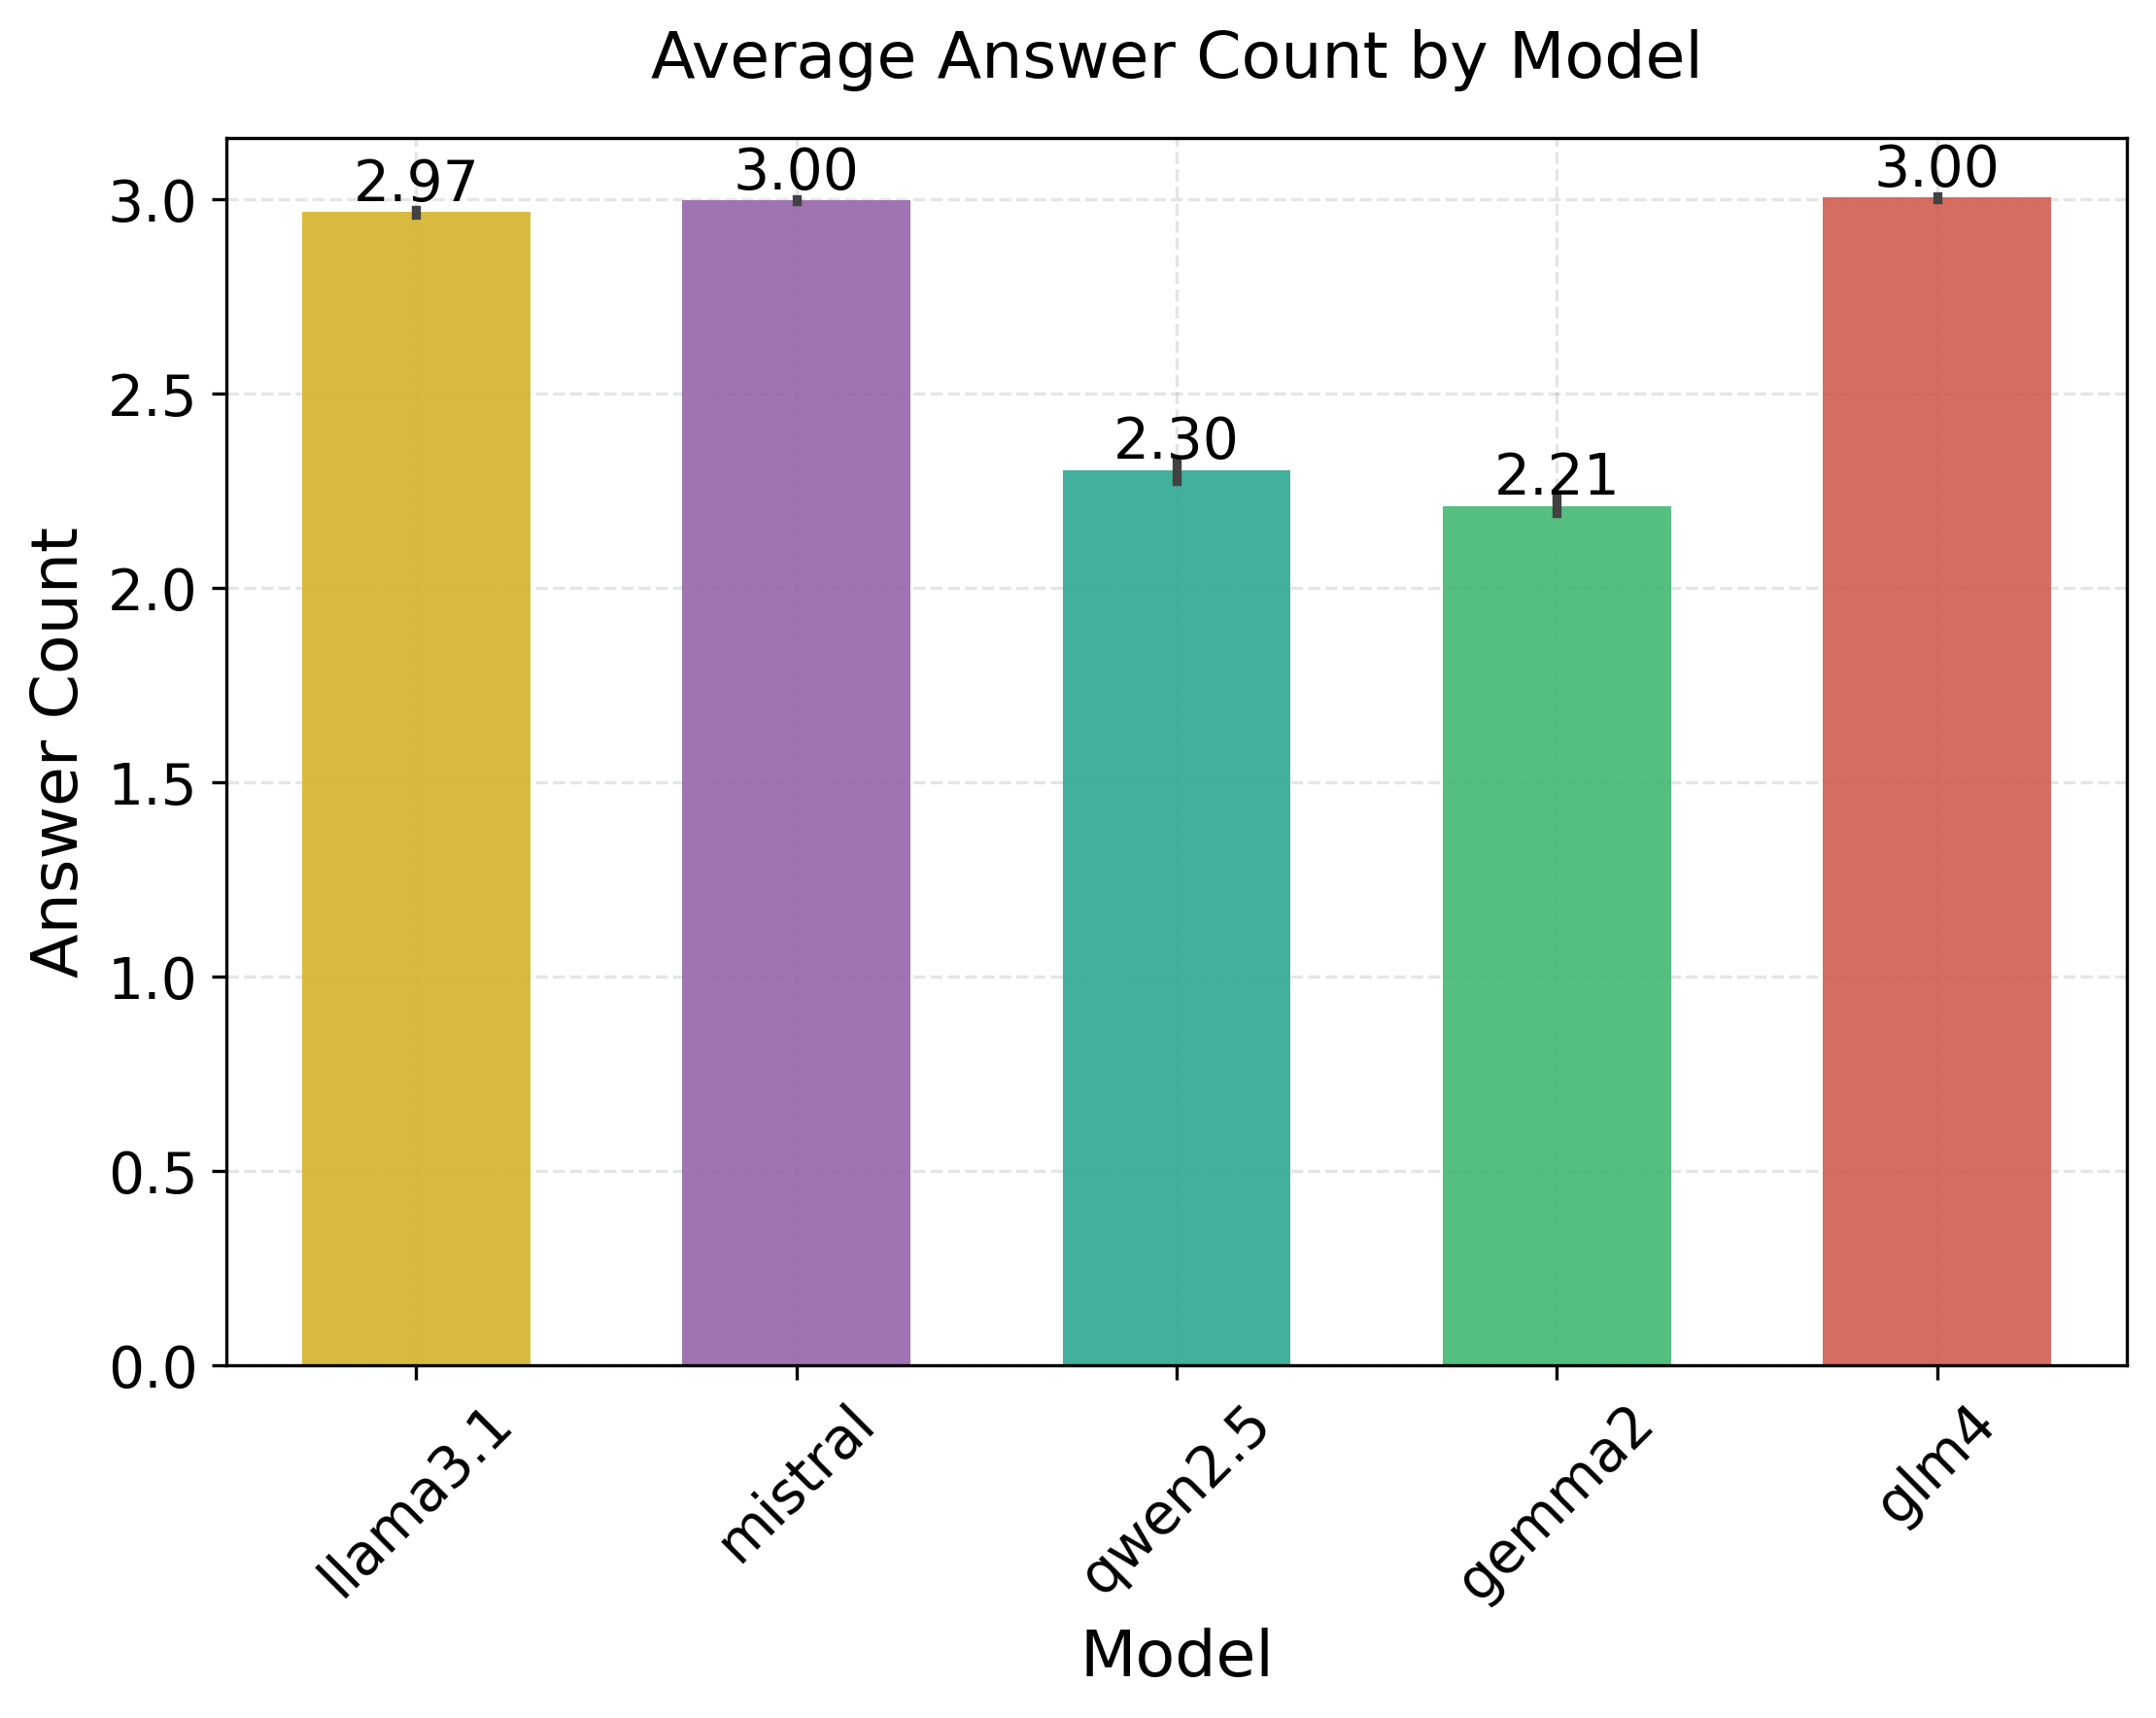 Average Answer Count by Model
2.97
3.00
2.30
2.21
3.00
3.0
2.5
2.0
1.5
1.0
0.5
0.0
Answer Count
llama3.1
mistral
qwen2.5
gemma2
glm4
Model